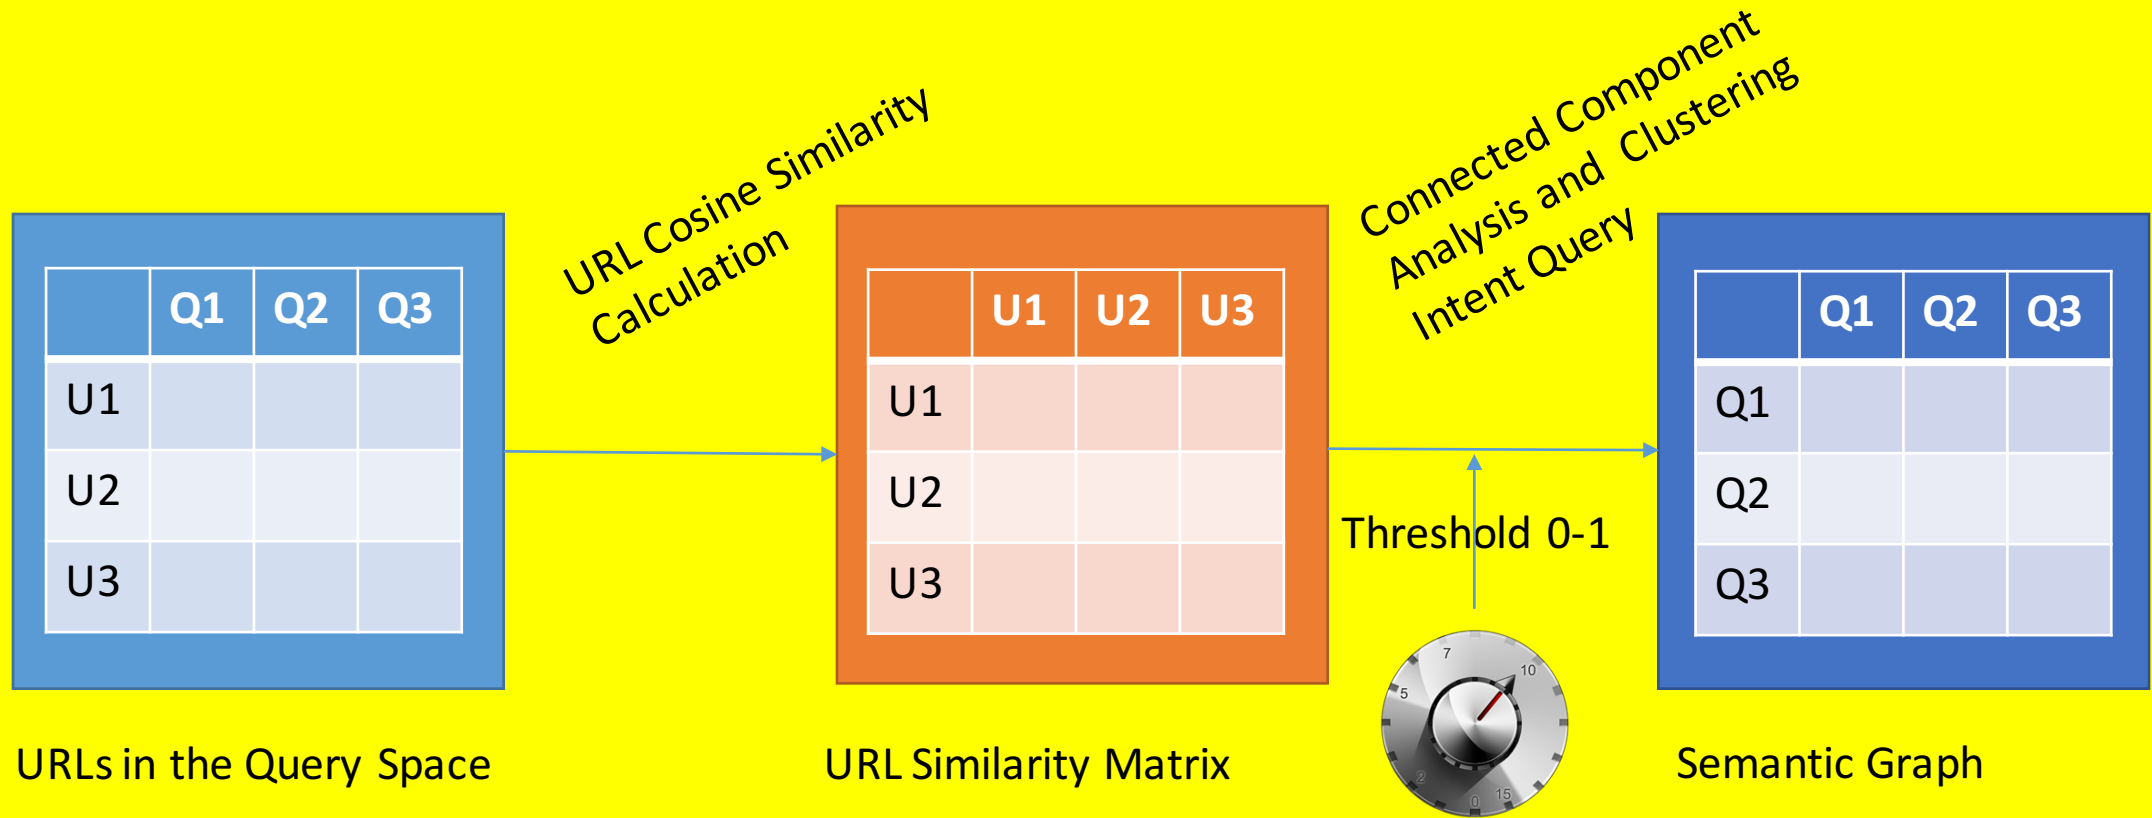 URL Cosine Similarity
Calculation
Connected Component
Analysis and Clustering
Intent Query
Q1 Q2 Q3
U1
U2
U3
U1 U2 U3
U1
U2
U3
Q1 Q2 Q3
Q1
Q2
Q3
Threshold 0-1
7
10
5
2
0
15
URLs in the Query Space
URL Similarity Matrix
Semantic Graph